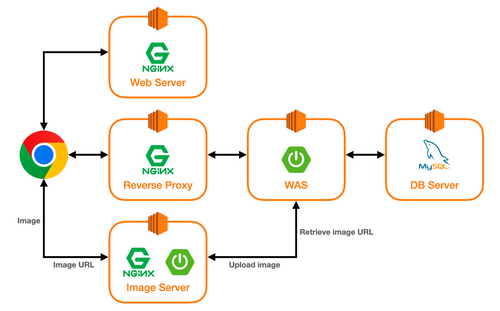 NGiNX
Web Server
NGiNX
Reverse Proxy
WAS
MySQL
DB Server
Image
Image URL
NGiNX
Image Server
Upload image
Retrieve image URL